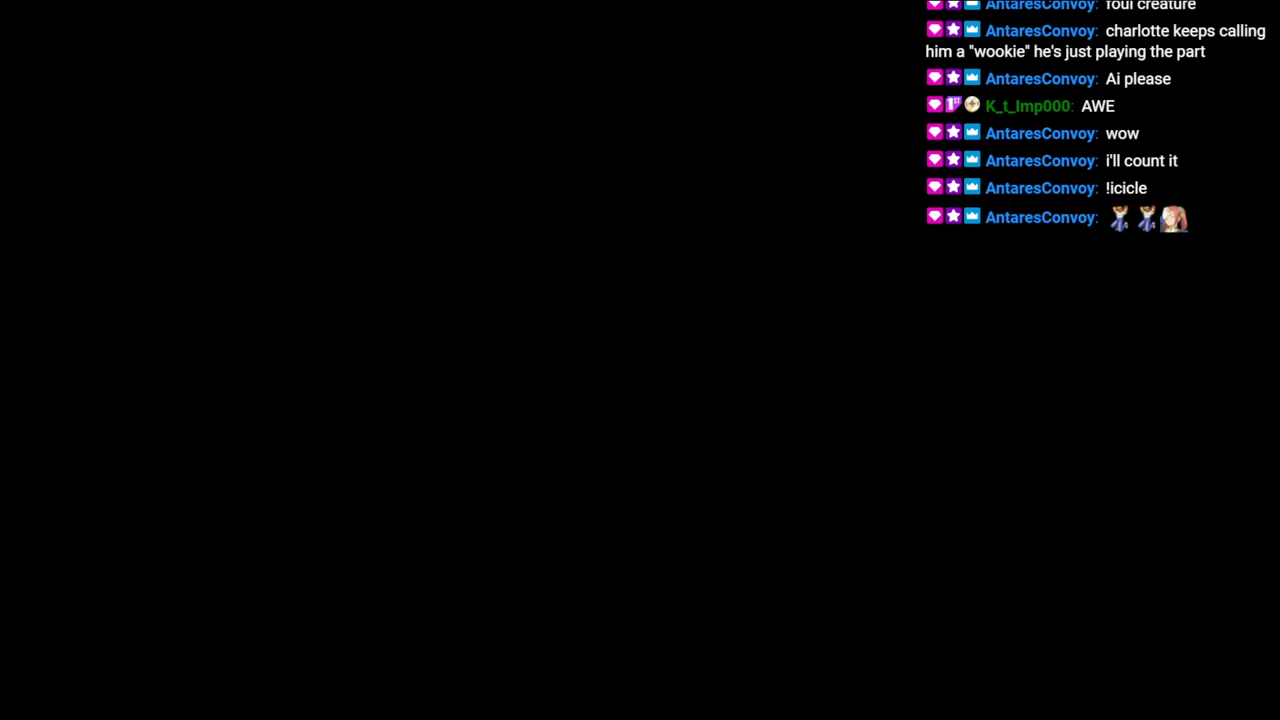 AntaresConvoy: foul creature
AntaresConvoy: charlotte keeps calling
him a "wookie" he's just playing the part
AntaresConvoy: Ai please
1ST K_t_Imp000: AWE
AntaresConvoy: wow
AntaresConvoy: i'll count it
AntaresConvoy: !icicle
AntaresConvoy: